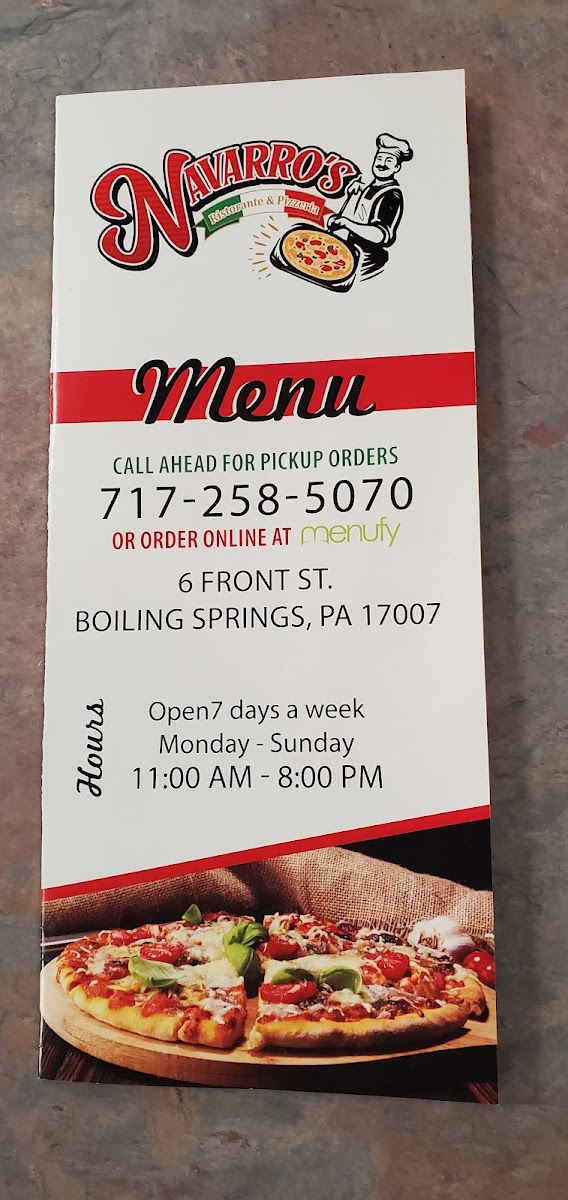 NAVARRO'S
Ristorante & Pizzeria
Menu
CALL AHEAD FOR PICKUP ORDERS
717-258-5070
OR ORDER ONLINE AT menufy
6 FRONT ST.
BOILING SPRINGS, PA 17007
Hours
Open7 days a week
Monday - Sunday
11:00 AM - 8:00 PM